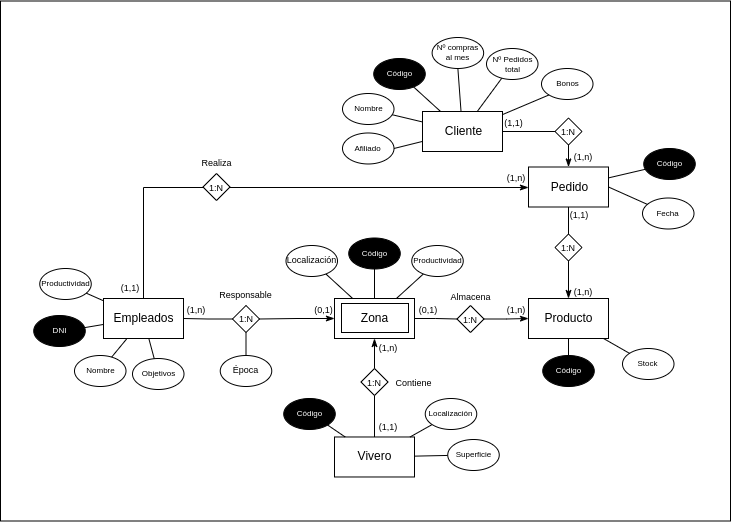 Nº compras
al mes
Nº Pedidos
total
Código
Bonos
Nombre
Afiliado
Cliente
(1,1)
1:N
(1,n)
Código
Realiza
1:N
(1,n)
Pedido
Fecha
(1,1)
1:N
Localización
Código
Productividad
Productividad
(1,1)
Responsable
Almacena
(1,n)
Empleados
(1,n)
1:N
(0,1)
Zona
(0,1)
1:N
(1,n)
Producto
DNI
(1,n)
Nombre
Objetivos
Época
1:N
Contiene
Código
Stock
Código
Localización
(1,1)
Vivero
Superficie